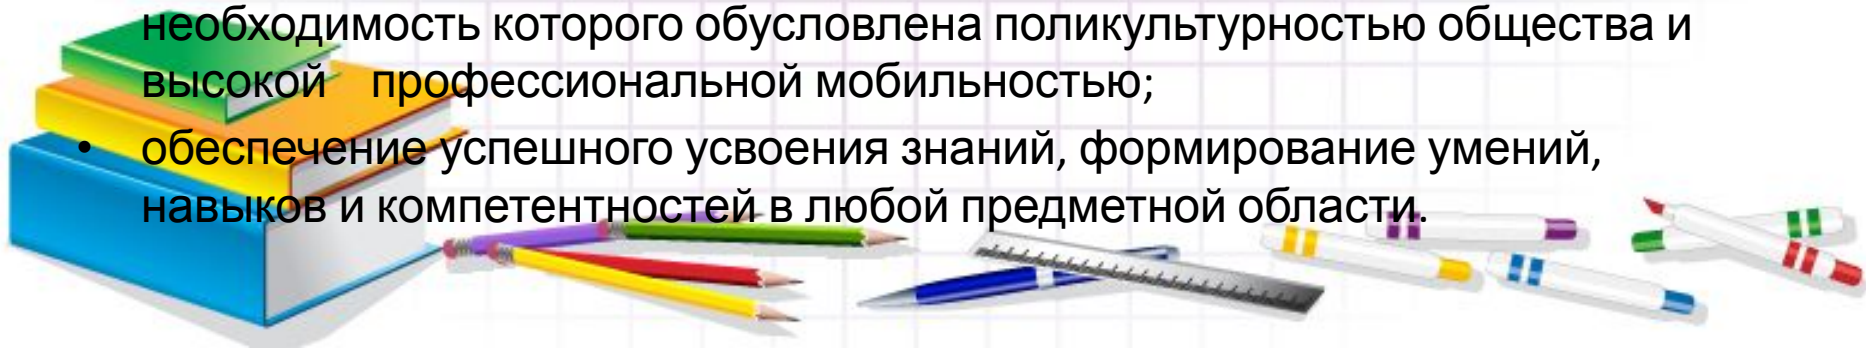 необходимость которого обусловлена поликультурностью общества и
высокой профессиональной мобильностью;
• обеспечение успешного усвоения знаний, формирование умений,
навыков и компетентностей в любой предметной области.